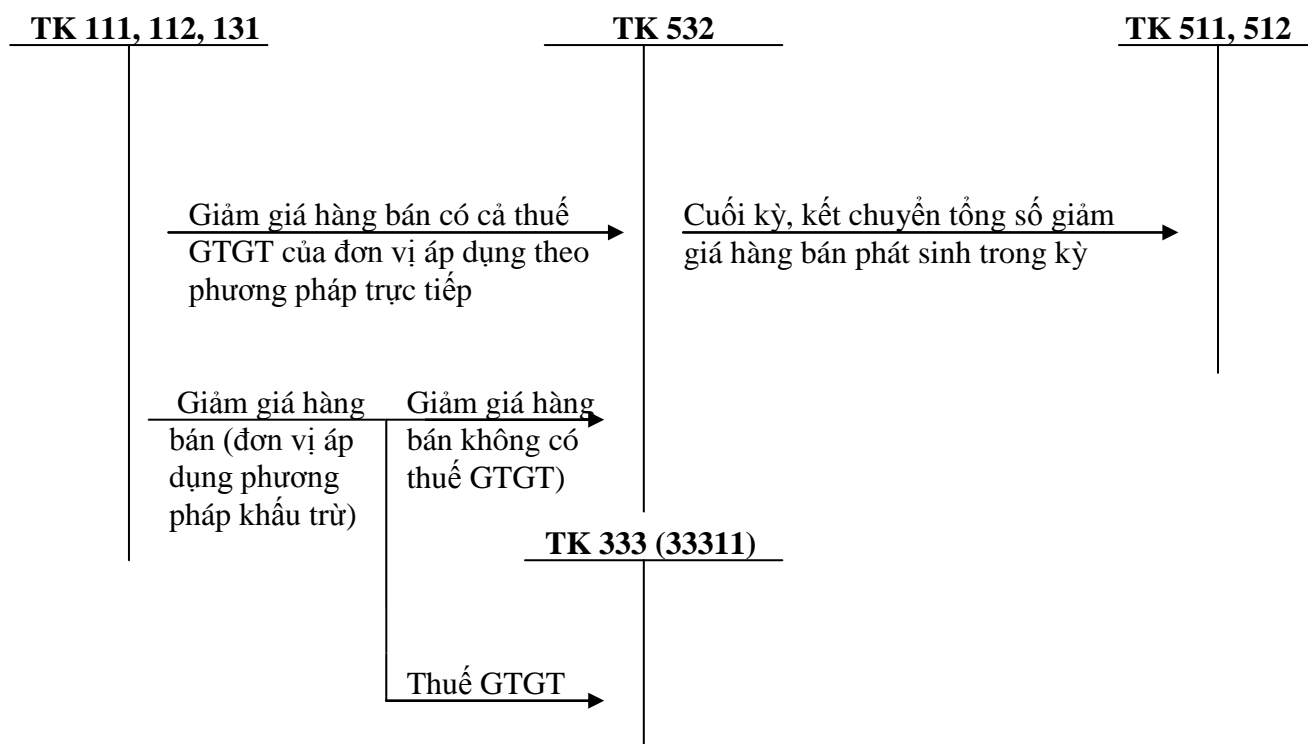 TK 111, 112, 131
TK 532
TK 511, 512
Giảm giá hàng bán có cả thuế
GTGT của đơn vị áp dụng theo
phương pháp trực tiếp
Cuối kỳ, kết chuyển tổng số giảm
giá hàng bán phát sinh trong kỳ
Giảm giá hàng
bán (đơn vị áp
dụng phương
pháp khấu trừ)
Giảm giá hàng
bán không có
thuế GTGT)
TK 333 (33311)
Thuế GTGT